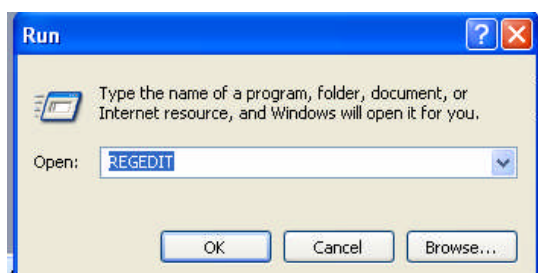 Run
Type the name of a program, folder, document, or
Internet resource, and Windows will open it for you.
Open: REGEDIT
OK Cancel Browse...